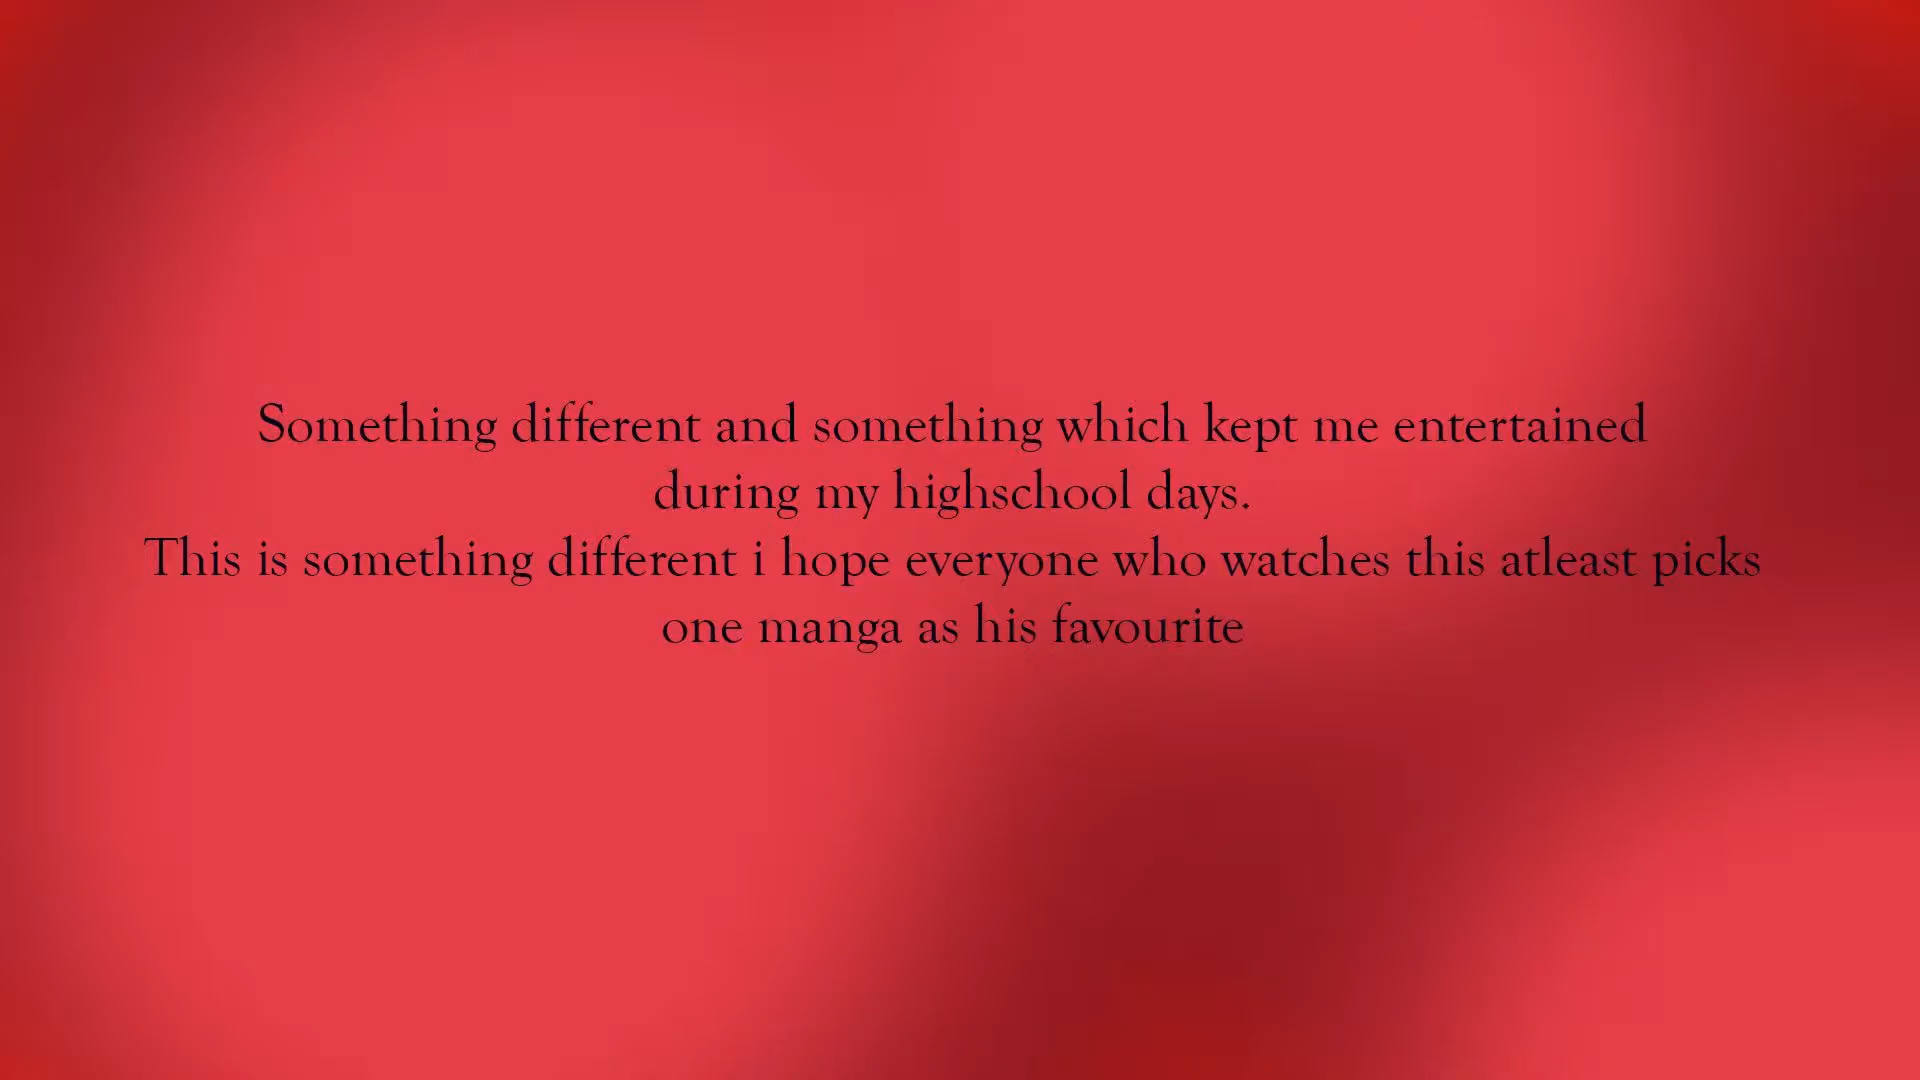 Something different and something which kept me entertained
during my highschool days.
This is something different i hope everyone who watches this atleast picks
one manga as his favourite